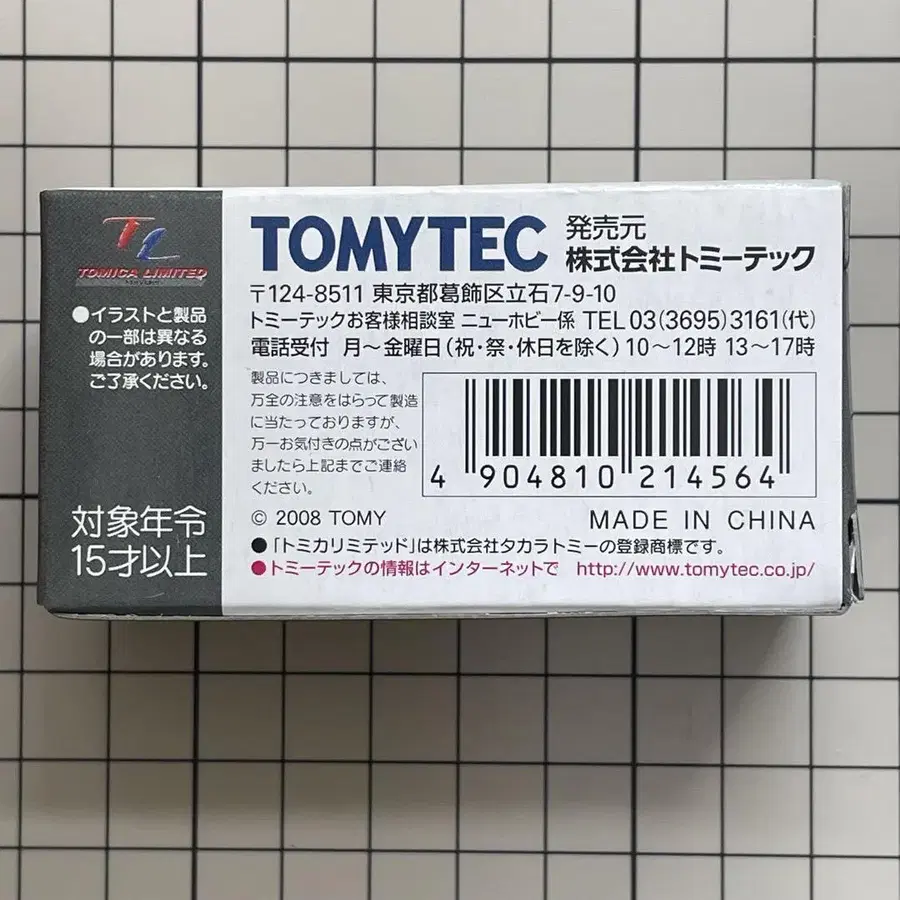 TL
TOMICA LIMITED
●イラストと製品
の一部は異なる
場合があります。
ご了承ください。
対象年令
15才以上
TOMYTEC
発売元
株式会社トミーテック
〒124-8511 東京都葛飾区立石7-9-10
トミーテックお客様相談室 ニューホビー係 TEL 03(3695)3161(代)
電話受付 月～金曜日(祝・祭・休日を除く)10～12時 13～17時
製品につきましては、
万全の注意をはらって製造
に当たっておりますが、
万一お気付きの点がござい
ましたら上記までご連絡
ください。
4 904810 214564
© 2008 TOMY
MADE IN CHINA
●「トミカリミテッド」は株式会社タカラトミーの登録商標です。
●トミーテックの情報はインターネットで http://www.tomytec.co.jp/